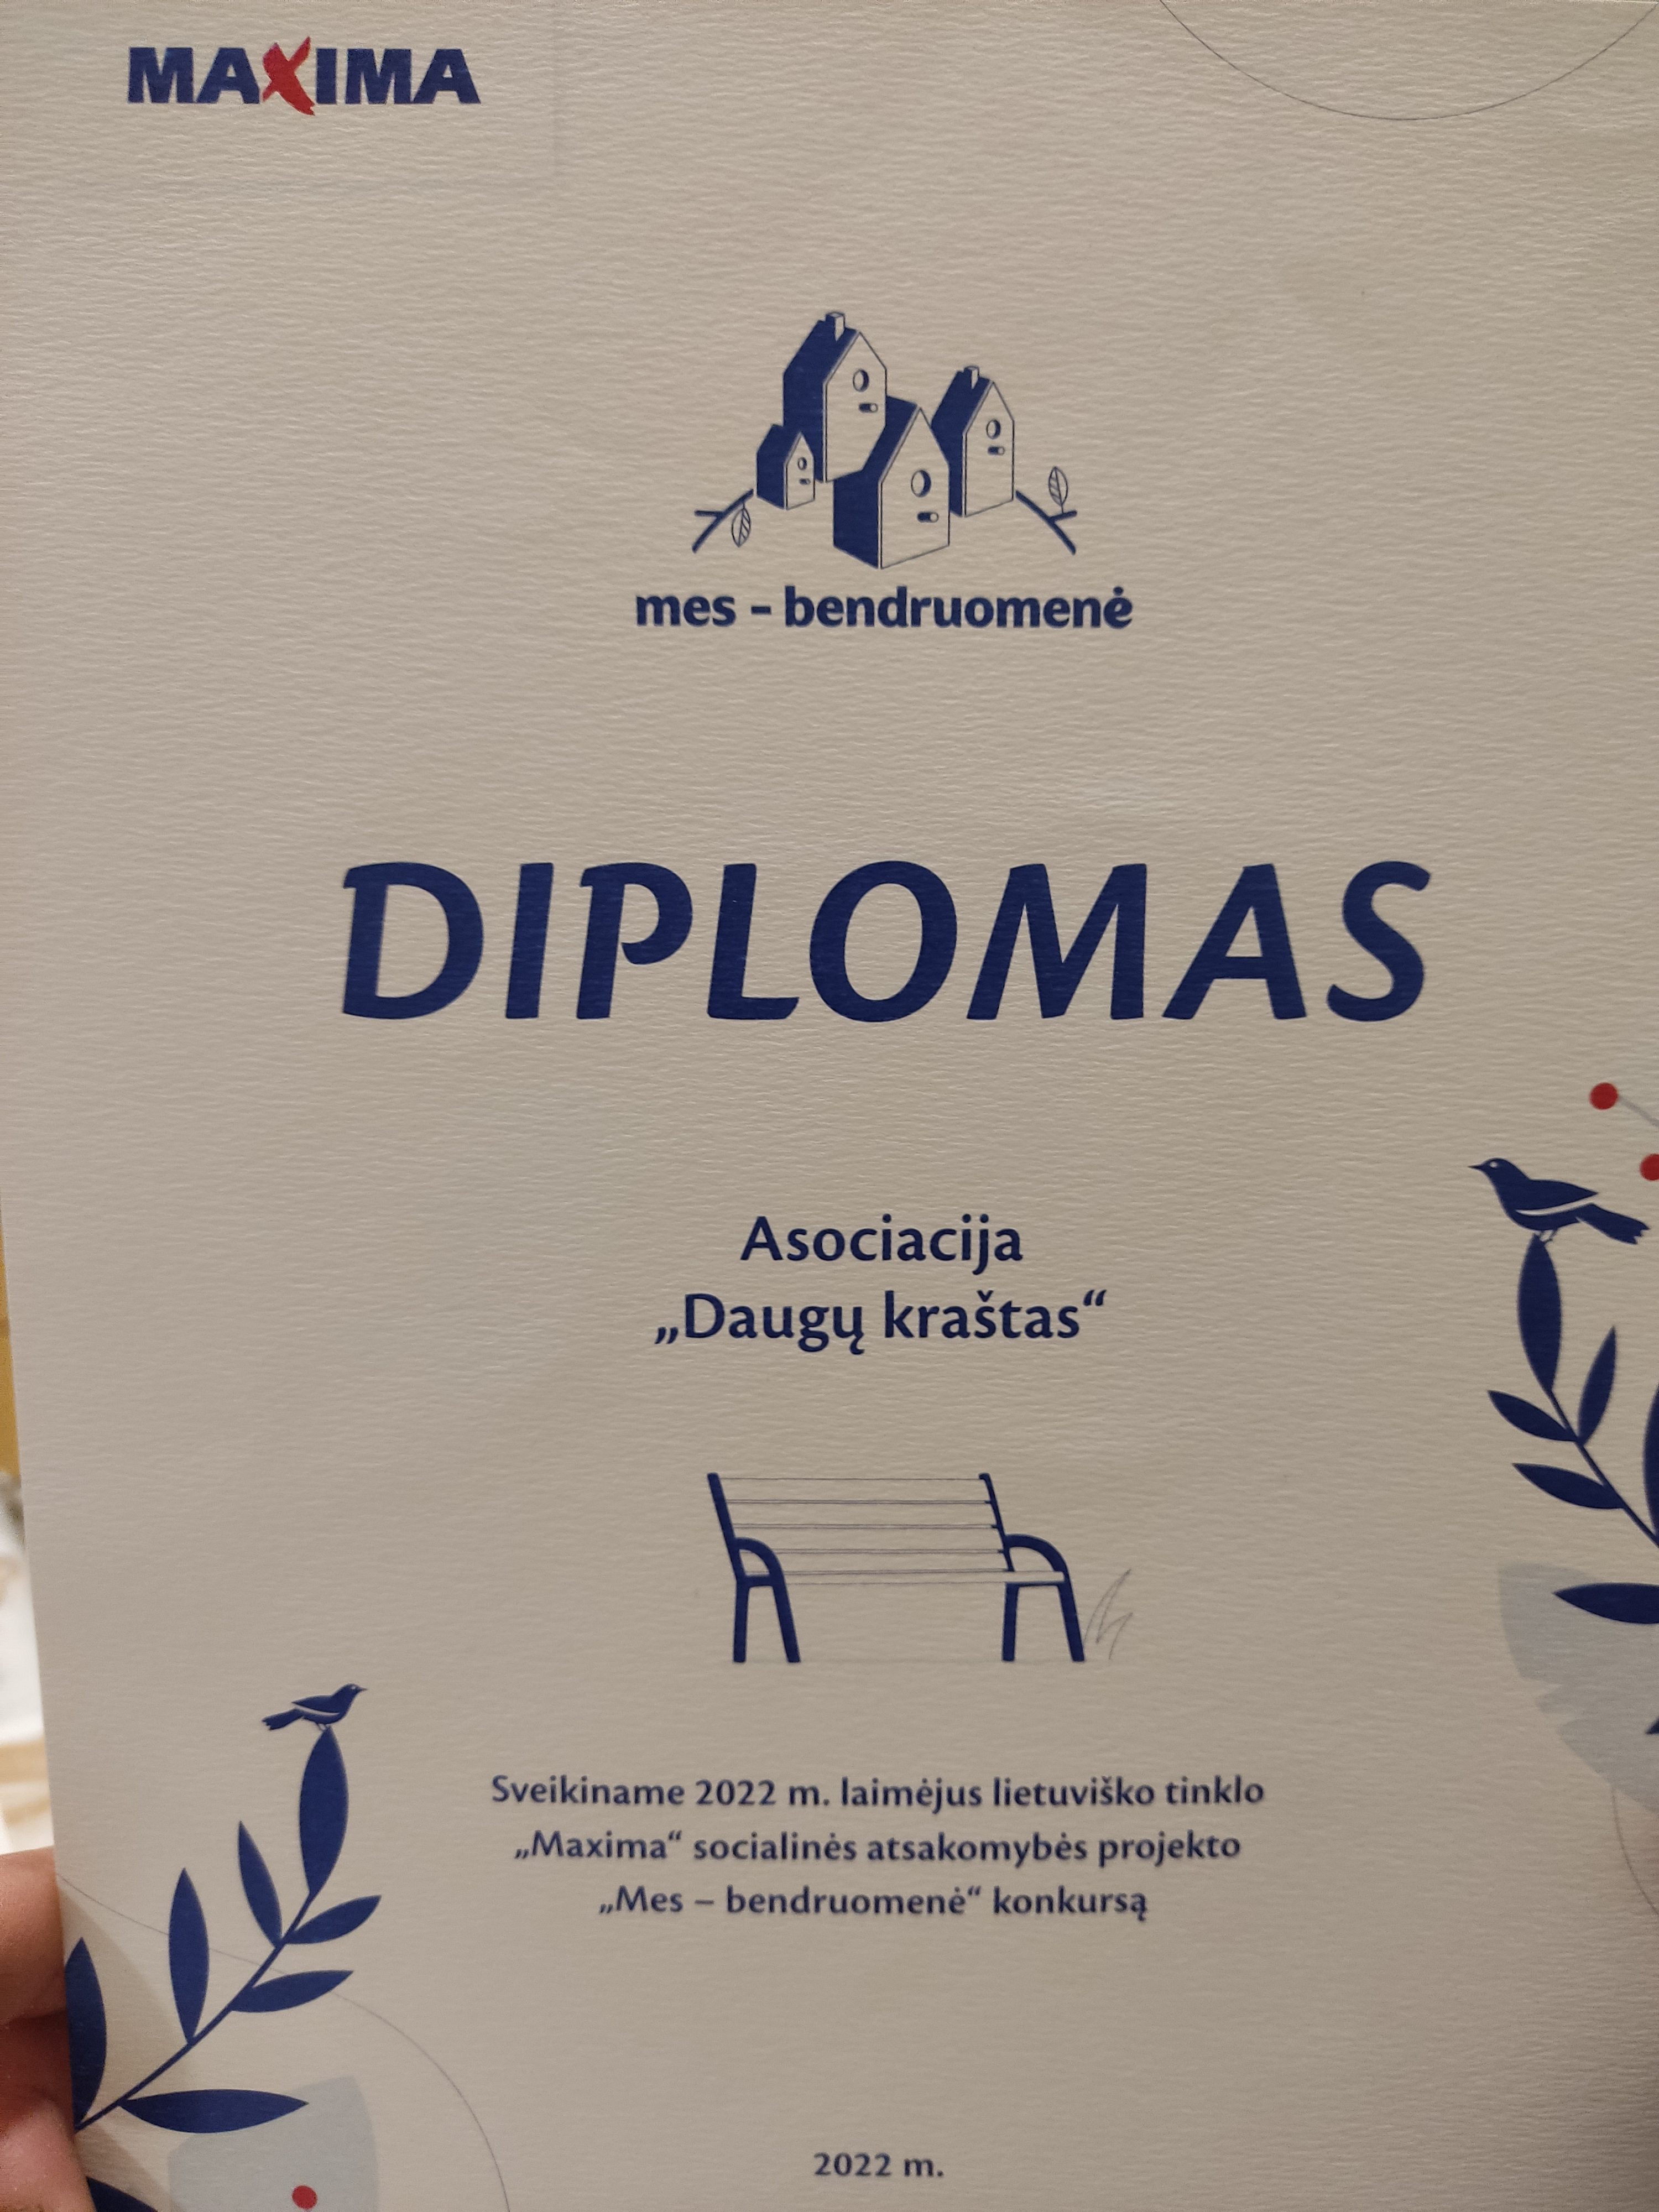 MAXIMA
mes – bendruomenė
DIPLOMAS
Asociacija
„Daugų kraštas“
Sveikiname 2022 m. laimėjus lietuviško tinklo
„Maxima“ socialinės atsakomybės projekto
„Mes – bendruomenė“ konkursą
2022 m.